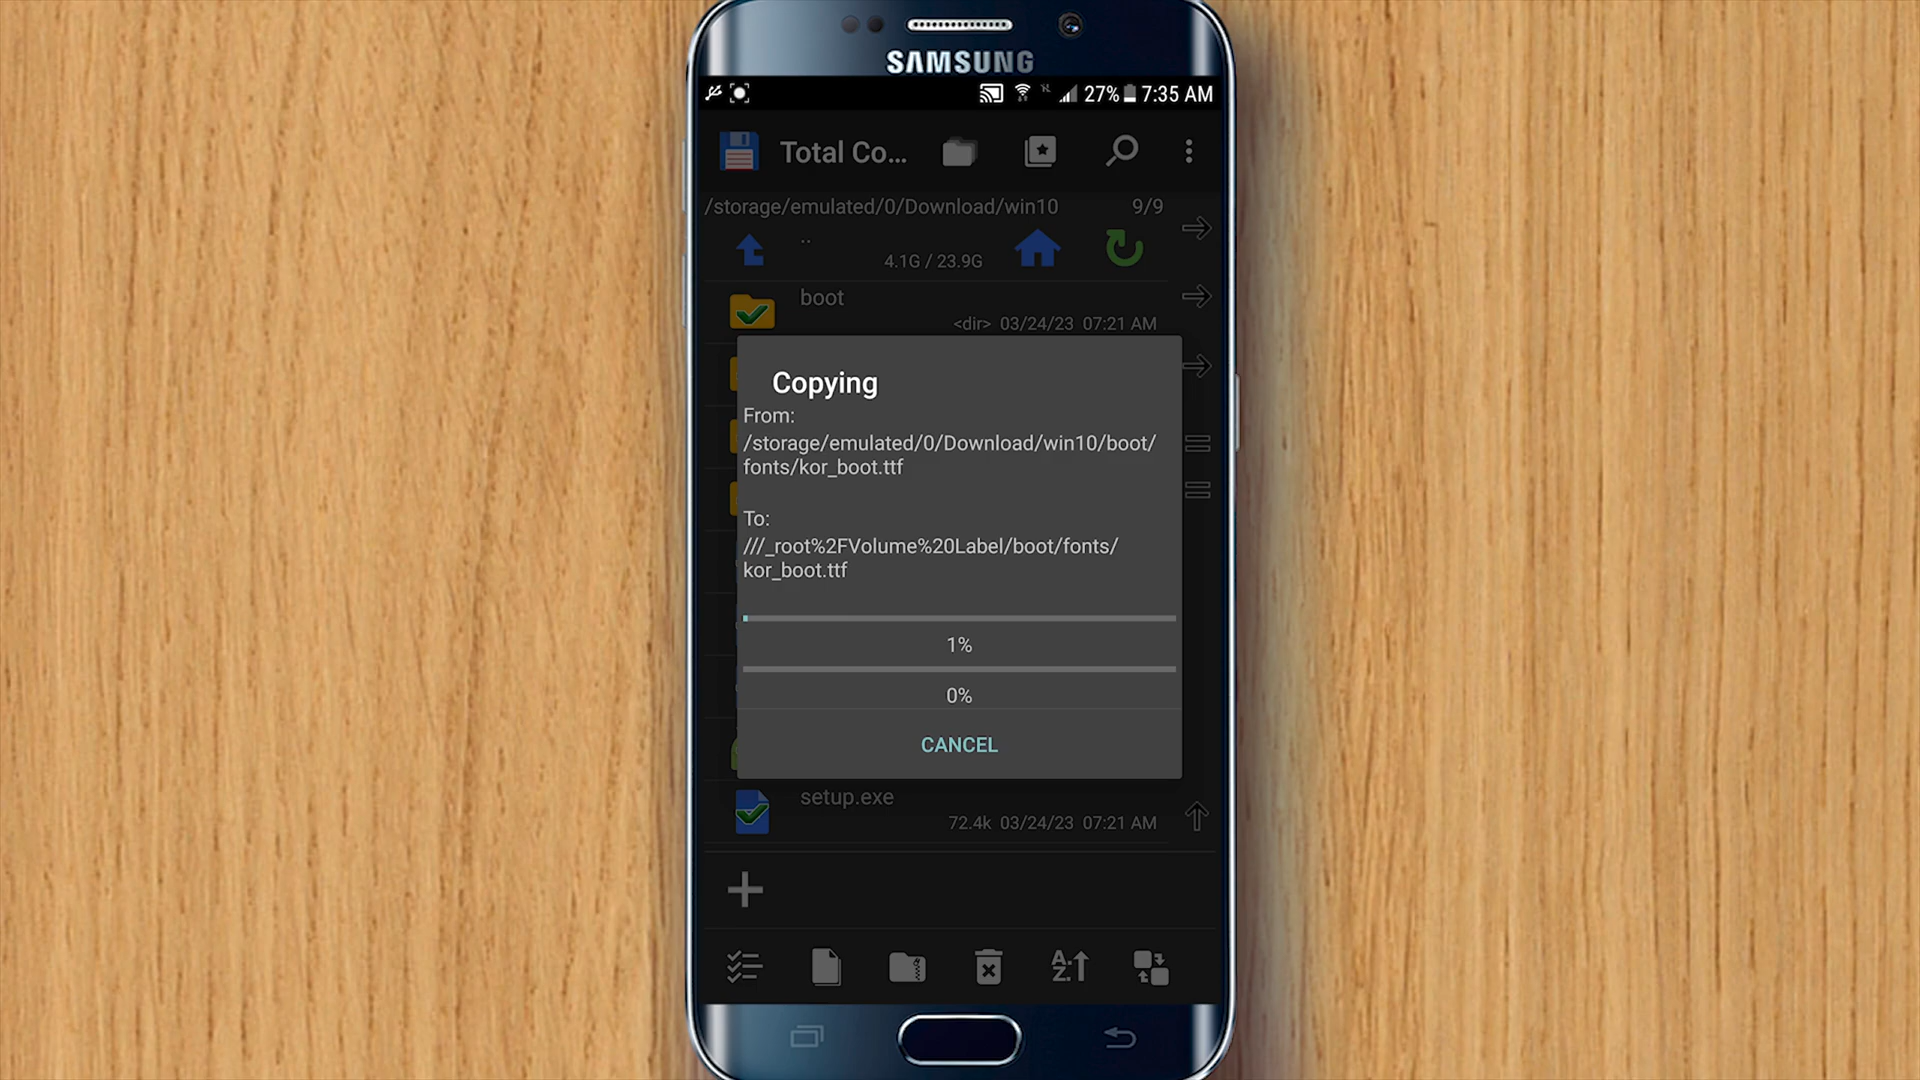 SAMSUNG
27% 7:35 AM
Total Co...
/storage/emulated/0/Download/win10 9/9
..
4.1G / 23.9G
boot
<dir> 03/24/23 07:21 AM
Copying
From:
/storage/emulated/0/Download/win10/boot/
fonts/kor_boot.ttf
To:
///_root%2FVolume%20Label/boot/fonts/
kor_boot.ttf
1%
0%
CANCEL
setup.exe
72.4k 03/24/23 07:21 AM
A.
Z.